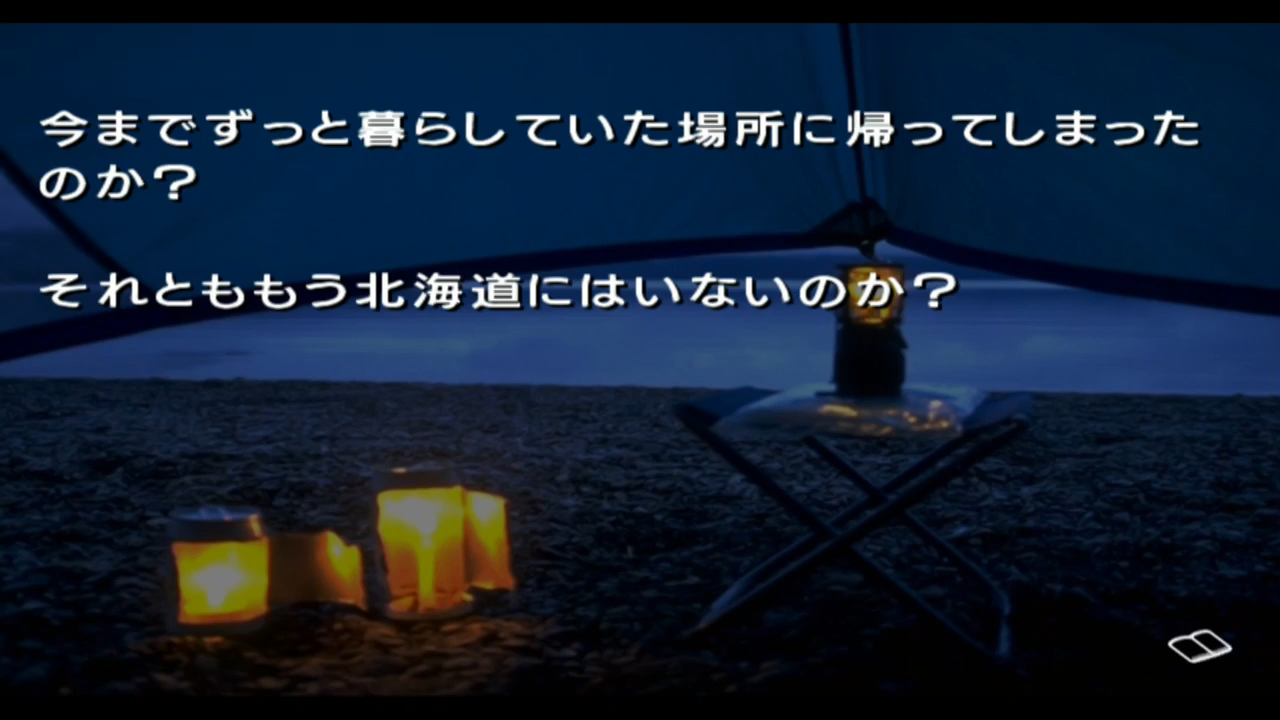 今までずっと暮らしていた場所に帰ってしまった
のか？
それとももう北海道にはいないのか？